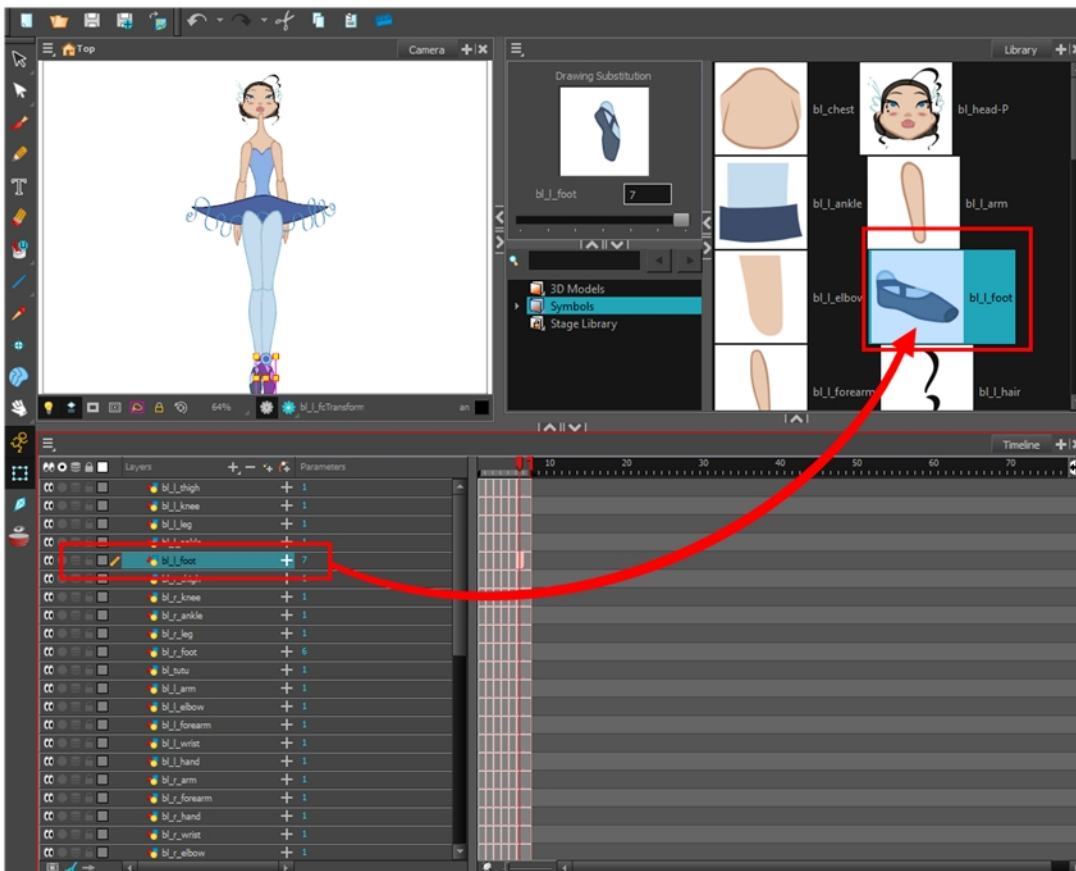 Top
Camera
Library
Drawing Substitution
bl_l_foot
7
bl_chest
bl_head-P
bl_l_ankle
bl_l_arm
bl_l_elbow
bl_l_foot
bl_l_forearm
bl_l_hair
3D Models
Symbols
Stage Library
64%
bl_l_fcTransform
an
Timeline
Layers
Parameters
10 20 30 40 50 60 70
bl_l_thigh 1
bl_l_knee 1
bl_l_leg 1
bl_l_foot 7
bl_r_knee 1
bl_r_ankle 1
bl_r_leg 1
bl_r_foot 6
bl_tutu 1
bl_l_arm 1
bl_l_elbow 1
bl_l_forearm 1
bl_l_wrist 1
bl_l_hand 1
bl_r_arm 1
bl_r_forearm 1
bl_r_hand 1
bl_r_wrist 1
bl_r_elbow 1